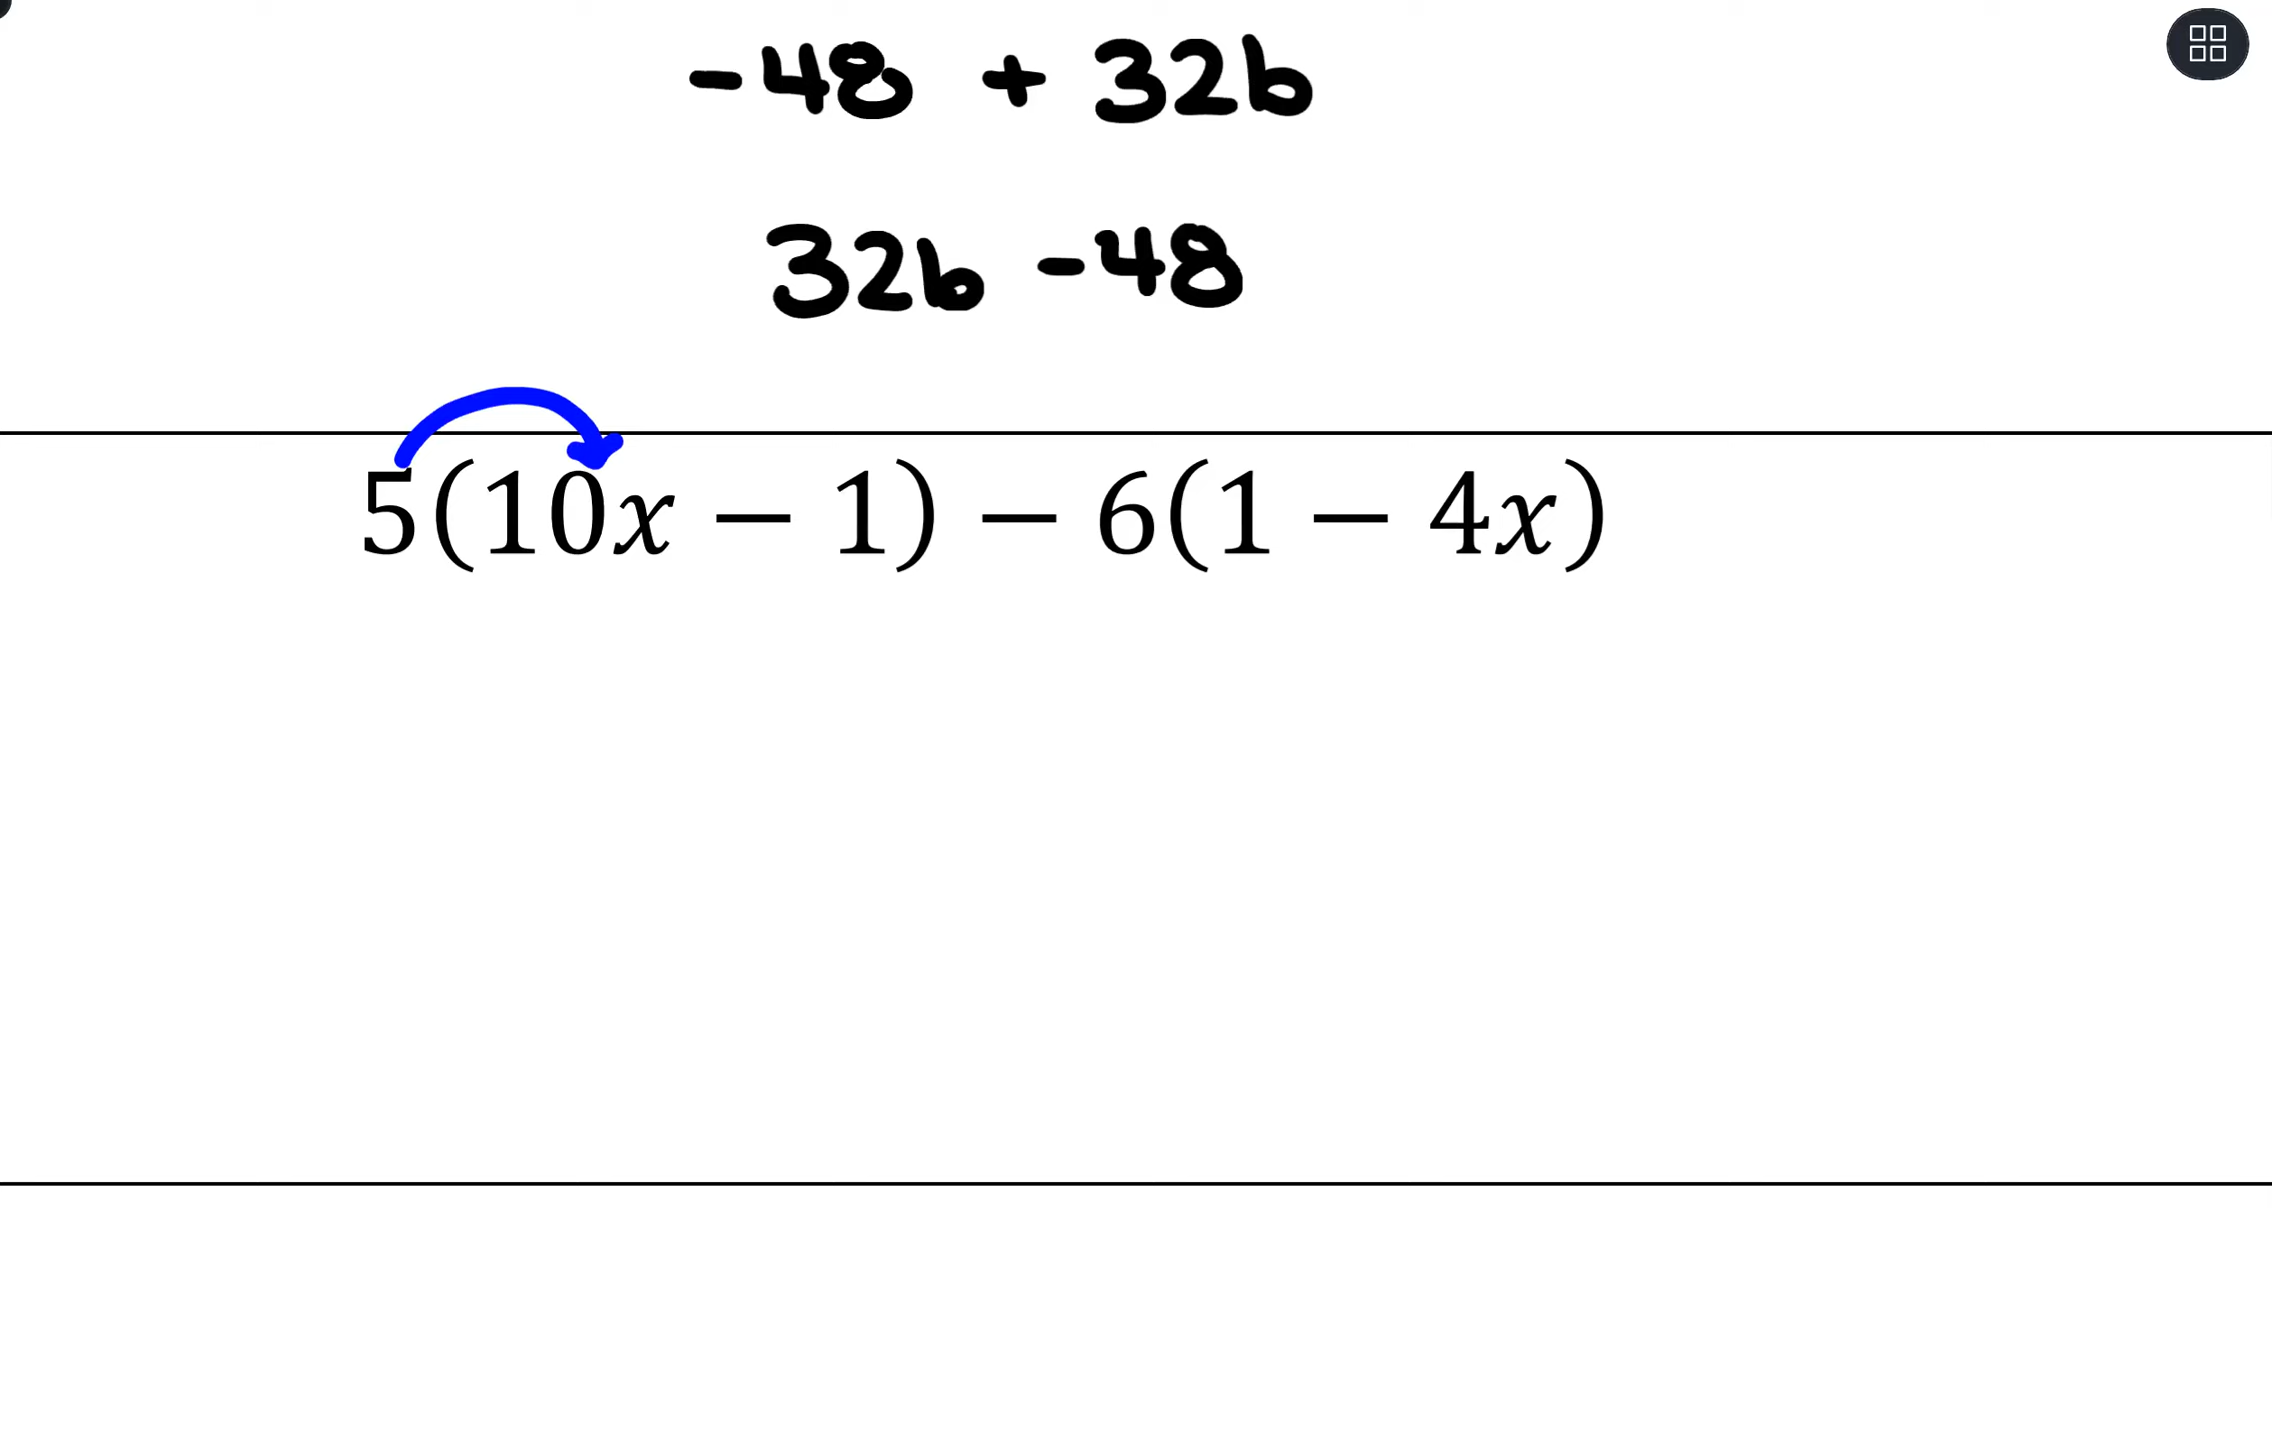 -48 + 32b
32b -48
5(10x − 1) − 6(1 − 4x)